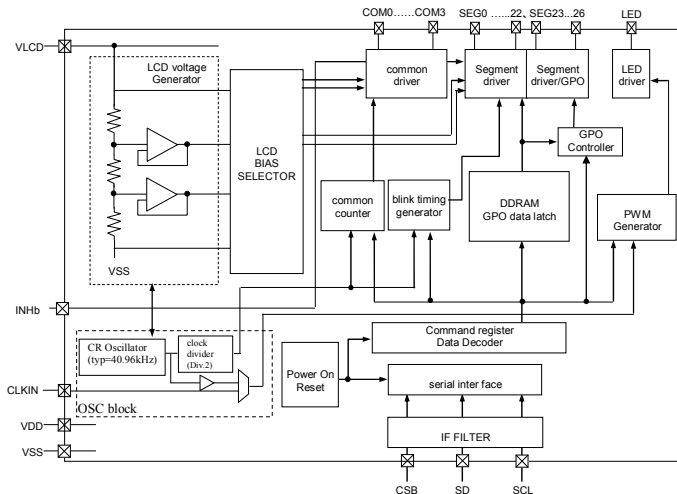 COM0……COM3
SEG0 ……22、SEG23…26
LED
VLCD
LCD voltage
Generator
common
driver
Segment
driver
Segment
driver/GPO
LED
driver
LCD
BIAS
SELECTOR
GPO
Controller
common
counter
blink timing
generator
DDRAM
GPO data latch
PWM
Generator
VSS
INHb
CR Oscillator
(typ=40.96kHz)
clock
divider
(Div.2)
Command register
Data Decoder
Power On
Reset
serial inter face
CLKIN
OSC block
VDD
IF FILTER
VSS
CSB
SD
SCL